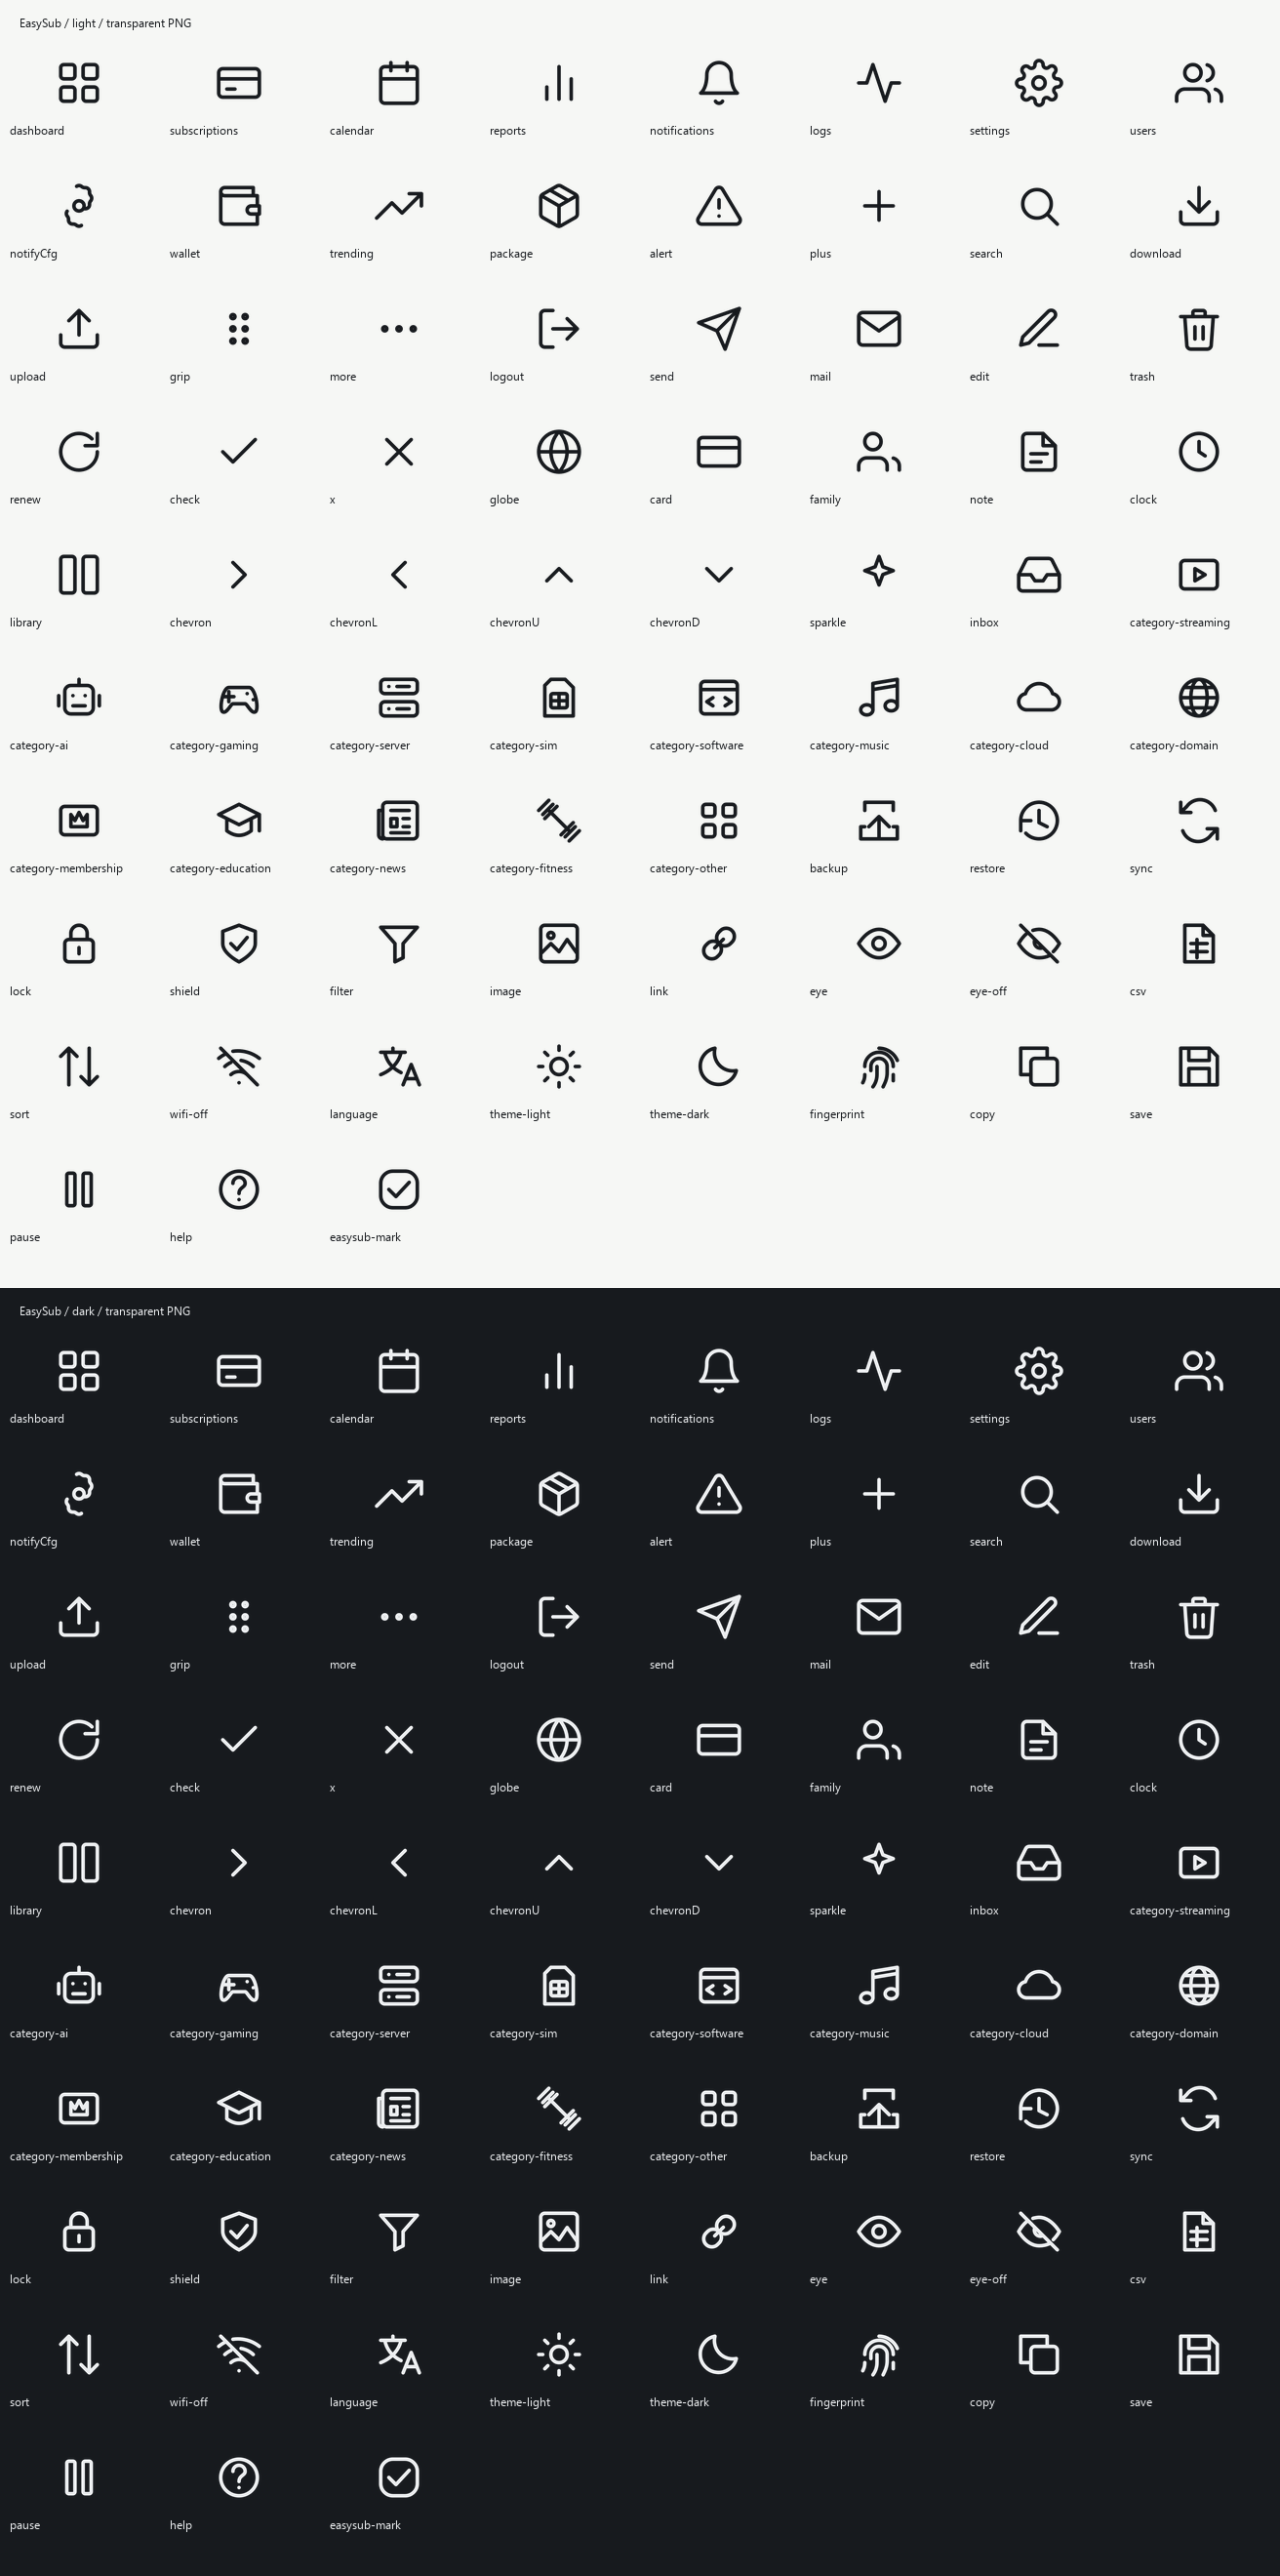 EasySub / light / transparent PNG
dashboard subscriptions calendar reports notifications logs settings users
notifyCfg wallet trending package alert plus search download
upload grip more logout send mail edit trash
renew check x globe card family note clock
library chevron chevronL chevronU chevronD sparkle inbox category-streaming
category-ai category-gaming category-server category-sim category-software category-music category-cloud category-domain
category-membership category-education category-news category-fitness category-other backup restore sync
lock shield filter image link eye eye-off csv
sort wifi-off language theme-light theme-dark fingerprint copy save
pause help easysub-mark
EasySub / dark / transparent PNG
dashboard subscriptions calendar reports notifications logs settings users
notifyCfg wallet trending package alert plus search download
upload grip more logout send mail edit trash
renew check x globe card family note clock
library chevron chevronL chevronU chevronD sparkle inbox category-streaming
category-ai category-gaming category-server category-sim category-software category-music category-cloud category-domain
category-membership category-education category-news category-fitness category-other backup restore sync
lock shield filter image link eye eye-off csv
sort wifi-off language theme-light theme-dark fingerprint copy save
pause help easysub-mark